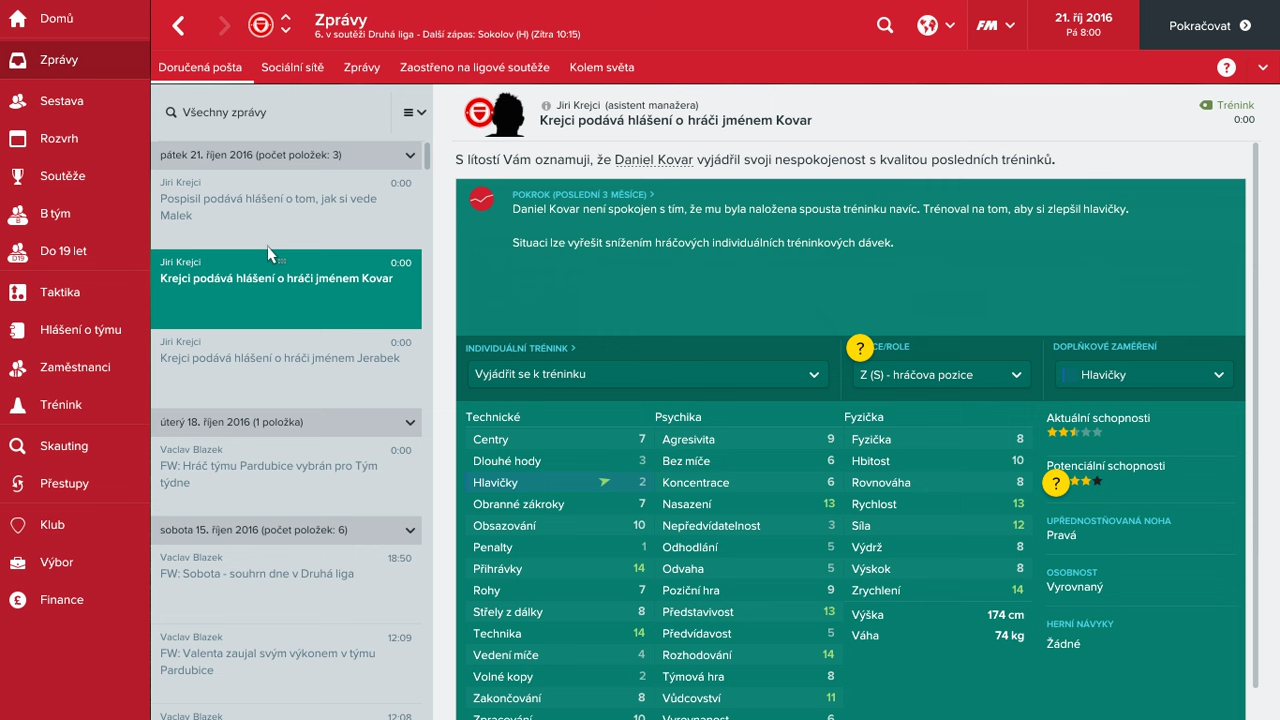 Domů
Zprávy
Sestava
Rozvrh
Soutěže
B tým
Do 19 let
Taktika
Hlášení o týmu
Zaměstnanci
Trénink
Skauting
Přestupy
Klub
Výbor
Finance
Zprávy
6. v soutěži Druhá liga - Další zápas: Sokolov (H) (Zítra 10:15)
FM
21. říj 2016
Pá 8:00
Pokračovat
Doručená pošta
Sociální sítě
Zprávy
Zaostřeno na ligové soutěže
Kolem světa
?
Všechny zprávy
pátek 21. říjen 2016 (počet položek: 3)
Jiri Krejci 0:00
Pospisil podává hlášení o tom, jak si vede
Malek
Jiri Krejci 0:00
Krejci podává hlášení o hráči jménem Kovar
Jiri Krejci 0:00
Krejci podává hlášení o hráči jménem Jerabek
úterý 18. říjen 2016 (1 položka)
Vaclav Blazek 0:00
FW: Hráč týmu Pardubice vybrán pro Tým
týdne
sobota 15. říjen 2016 (počet položek: 6)
Vaclav Blazek 18:50
FW: Sobota - souhrn dne v Druhá liga
Vaclav Blazek 12:09
FW: Valenta zaujal svým výkonem v týmu
Pardubice
Vaclav Blazek 12:08
Jiri Krejci (asistent manažera)
Krejci podává hlášení o hráči jménem Kovar
Trénink
0:00
S lítostí Vám oznamuji, že Daniel Kovar vyjádřil svoji nespokojenost s kvalitou posledních tréninků.
POKROK (POSLEDNÍ 3 MĚSÍCE) >
Daniel Kovar není spokojen s tím, že mu byla naložena spousta tréninku navíc. Trénoval na tom, aby si zlepšil hlavičky.
Situaci lze vyřešit snížením hráčových individuálních tréninkových dávek.
INDIVIDUÁLNÍ TRÉNINK >
Vyjádřit se k tréninku
? CE/ROLE
Z (S) - hráčova pozice
DOPLŇKOVÉ ZAMĚŘENÍ
Hlavičky
Technické
Centry 7
Dlouhé hody 3
Hlavičky 2
Obranné zákroky 7
Obsazování 10
Penalty 1
Přihrávky 14
Rohy 7
Střely z dálky 8
Technika 14
Vedení míče 4
Volné kopy 2
Zakončování 8
Zpracování 10
Psychika
Agresivita 9
Bez míče 6
Koncentrace 6
Nasazení 13
Nepředvídatelnost 3
Odhodlání 5
Odvaha 5
Poziční hra 9
Představivost 13
Předvídavost 5
Rozhodování 14
Týmová hra 8
Vůdcovství 11
Vyrovnanost 6
Fyzička
Fyzička 8
Hbitost 10
Rovnováha 8
Rychlost 13
Síla 12
Výdrž 8
Výskok 8
Zrychlení 14
Výška 174 cm
Váha 74 kg
Aktuální schopnosti
Potenciální schopnosti
?
UPŘEDNOSTŇOVANÁ NOHA
Pravá
OSOBNOST
Vyrovnaný
HERNÍ NÁVYKY
Žádné